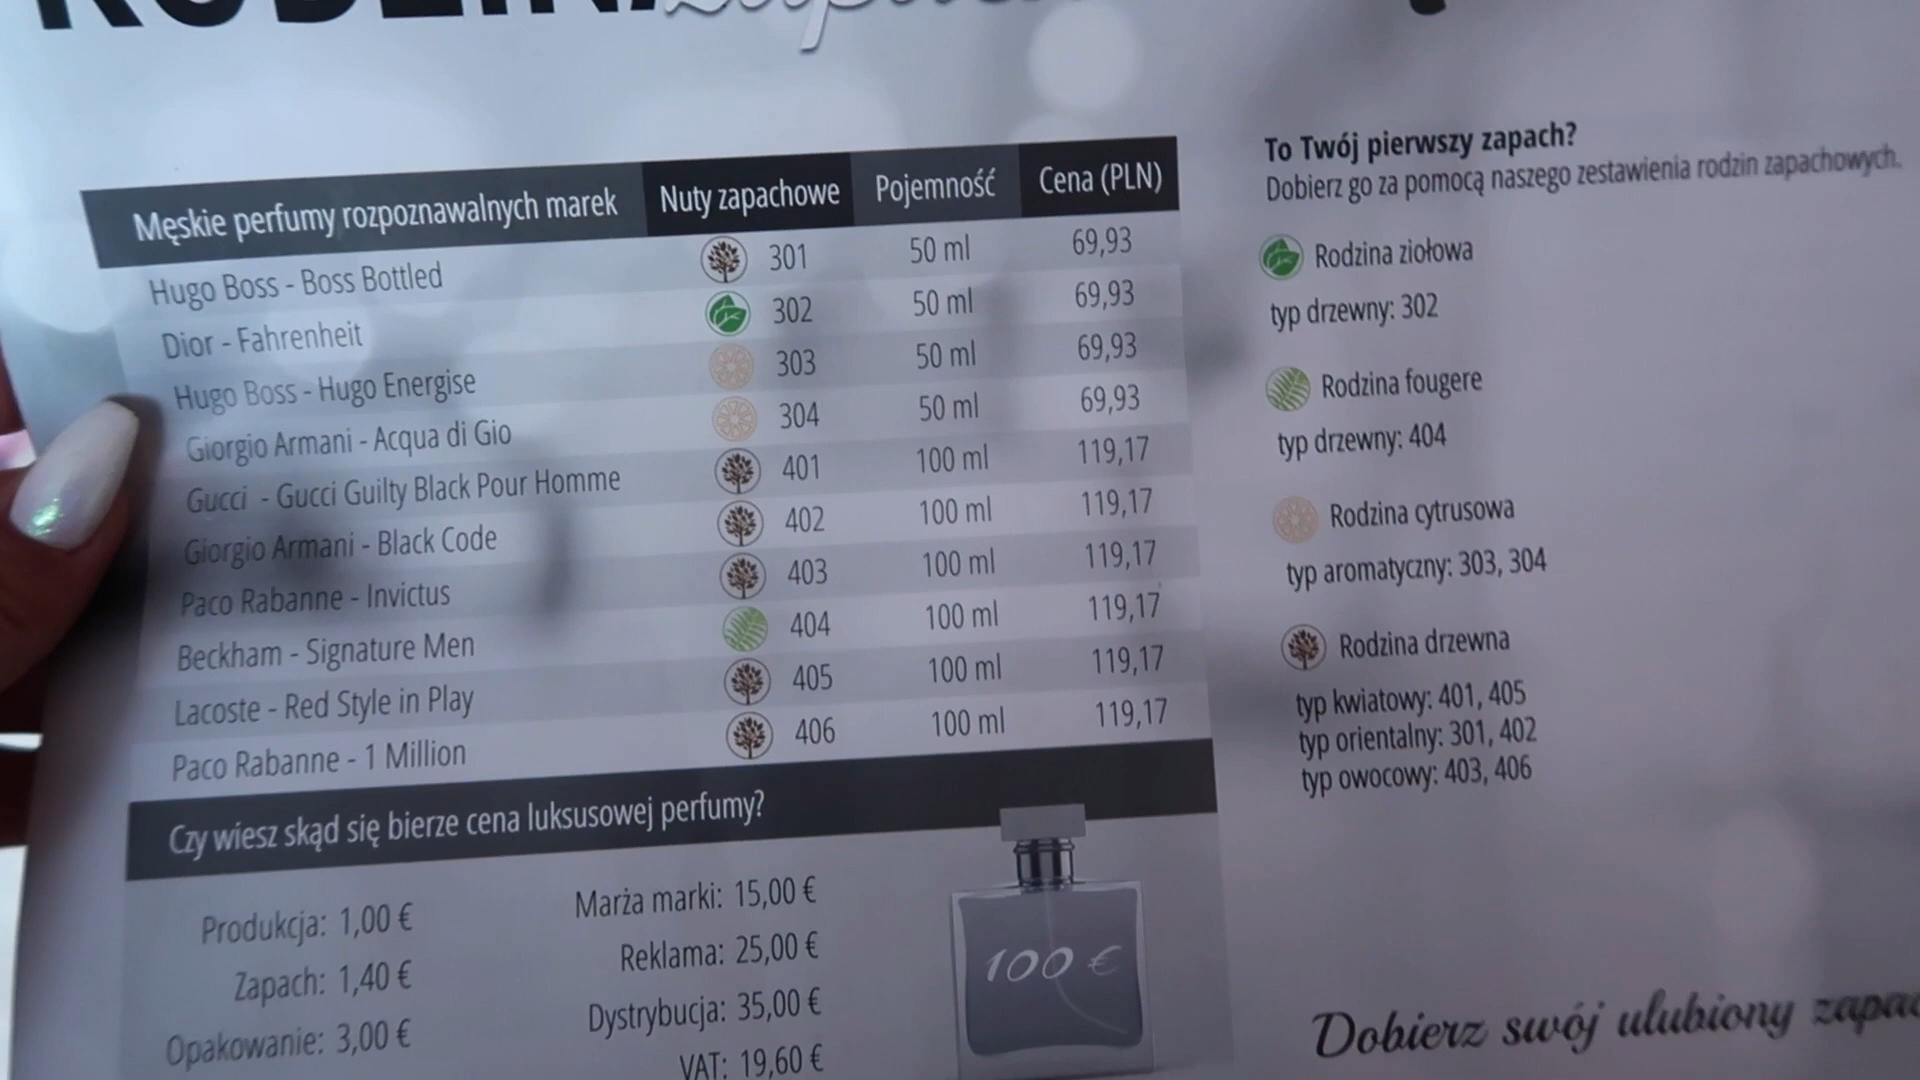 Męskie perfumy rozpoznawalnych marek Nuty zapachowe Pojemność Cena (PLN)
Hugo Boss - Boss Bottled 301 50 ml 69,93
Dior - Fahrenheit 302 50 ml 69,93
Hugo Boss - Hugo Energise 303 50 ml 69,93
Giorgio Armani - Acqua di Gio 304 50 ml 69,93
Gucci - Gucci Guilty Black Pour Homme 401 100 ml 119,17
Giorgio Armani - Black Code 402 100 ml 119,17
Paco Rabanne - Invictus 403 100 ml 119,17
Beckham - Signature Men 404 100 ml 119,17
Lacoste - Red Style in Play 405 100 ml 119,17
Paco Rabanne - 1 Million 406 100 ml 119,17
Czy wiesz skąd się bierze cena luksusowej perfumy?
Produkcja: 1,00 €
Zapach: 1,40 €
Opakowanie: 3,00 €
Marża marki: 15,00 €
Reklama: 25,00 €
Dystrybucja: 35,00 €
VAT: 19,60 €
100 €
To Twój pierwszy zapach?
Dobierz go za pomocą naszego zestawienia rodzin zapachowych.
Rodzina ziołowa
typ drzewny: 302
Rodzina fougere
typ drzewny: 404
Rodzina cytrusowa
typ aromatyczny: 303, 304
Rodzina drzewna
typ kwiatowy: 401, 405
typ orientalny: 301, 402
typ owocowy: 403, 406
Dobierz swój ulubiony